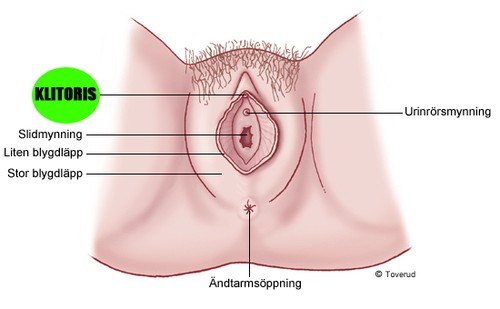 KLITORIS
Urinrörsmynning
Slidmynning
Liten blygdläpp
Stor blygdläpp
© Toverud
Ändtarmsöppning